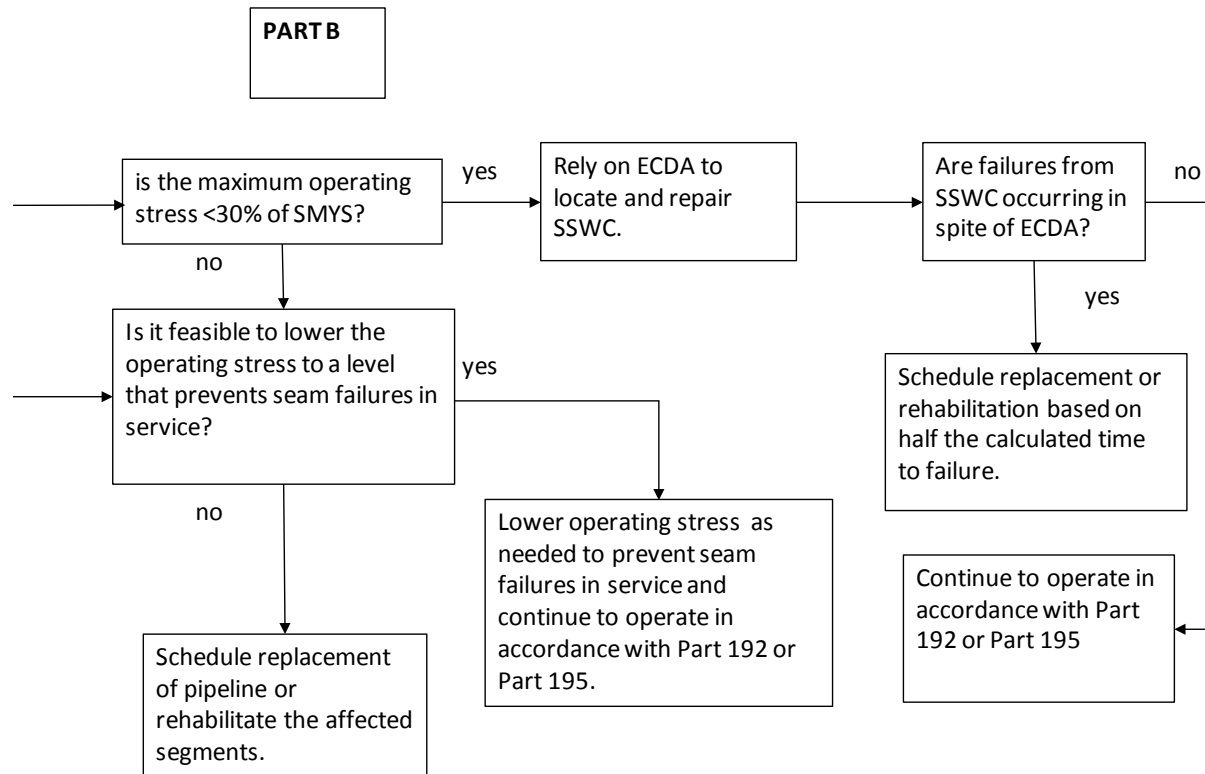 PART B
is the maximum operating
stress <30% of SMYS?
yes
Rely on ECDA to
locate and repair
SSWC.
Are failures from
SSWC occurring in
spite of ECDA?
no
no
yes
Is it feasible to lower the
operating stress to a level
that prevents seam failures in
service?
yes
Schedule replacement or
rehabilitation based on
half the calculated time
to failure.
no
Lower operating stress as
needed to prevent seam
failures in service and
continue to operate in
accordance with Part 192 or
Part 195.
Continue to operate in
accordance with Part
192 or Part 195
Schedule replacement
of pipeline or
rehabilitate the affected
segments.